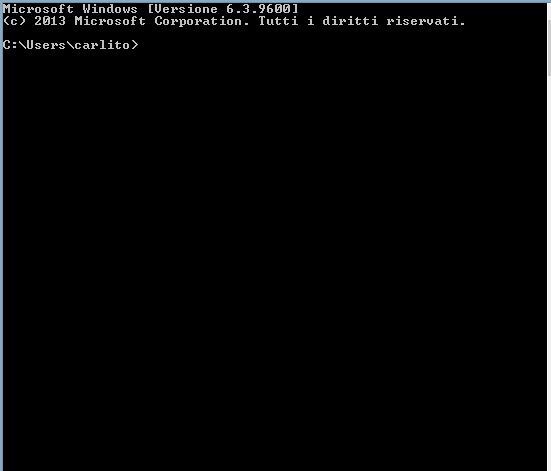 Microsoft Windows [Versione 6.3.9600]
(c) 2013 Microsoft Corporation. Tutti i diritti riservati.
C:\Users\carlito>